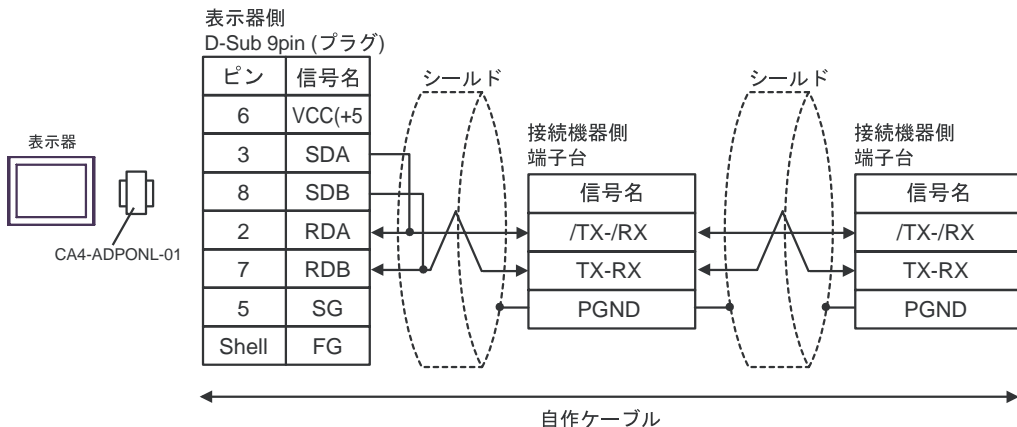 表示器側
D-Sub 9pin (プラグ)
ピン 信号名
6 VCC(+5
3 SDA
8 SDB
2 RDA
7 RDB
5 SG
Shell FG
表示器
CA4-ADPONL-01
シールド
接続機器側
端子台
信号名
/TX-/RX
TX-RX
PGND
シールド
接続機器側
端子台
信号名
/TX-/RX
TX-RX
PGND
自作ケーブル